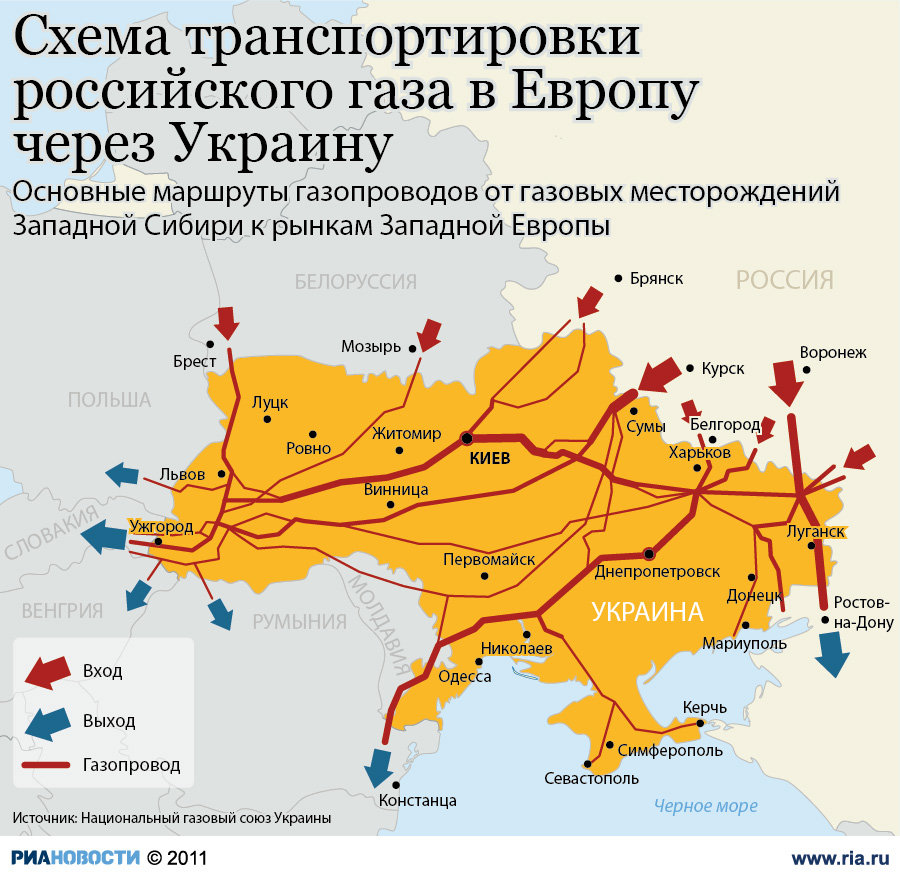 Схема транспортировки
российского газа в Европу
через Украину
Основные маршруты газопроводов от газовых месторождений
Западной Сибири к рынкам Западной Европы
БЕЛОРУССИЯ
Брянск
РОССИЯ
Брест
Мозырь
Курск
Воронеж
ПОЛЬША
Луцк
Ровно
Житомир
КИЕВ
Сумы
Белгород
Харьков
Львов
Винница
СЛОВАКИЯ
Ужгород
Луганск
Первомайск
Днепропетровск
ВЕНГРИЯ
РУМЫНИЯ
МОЛДАВИЯ
УКРАИНА
Донецк
Ростов-
на-Дону
Мариуполь
Николаев
Одесса
Вход
Выход
Газопровод
Керчь
Симферополь
Севастополь
Констанца
Черное море
Источник: Национальный газовый союз Украины
РИАНОВОСТИ © 2011
www.ria.ru